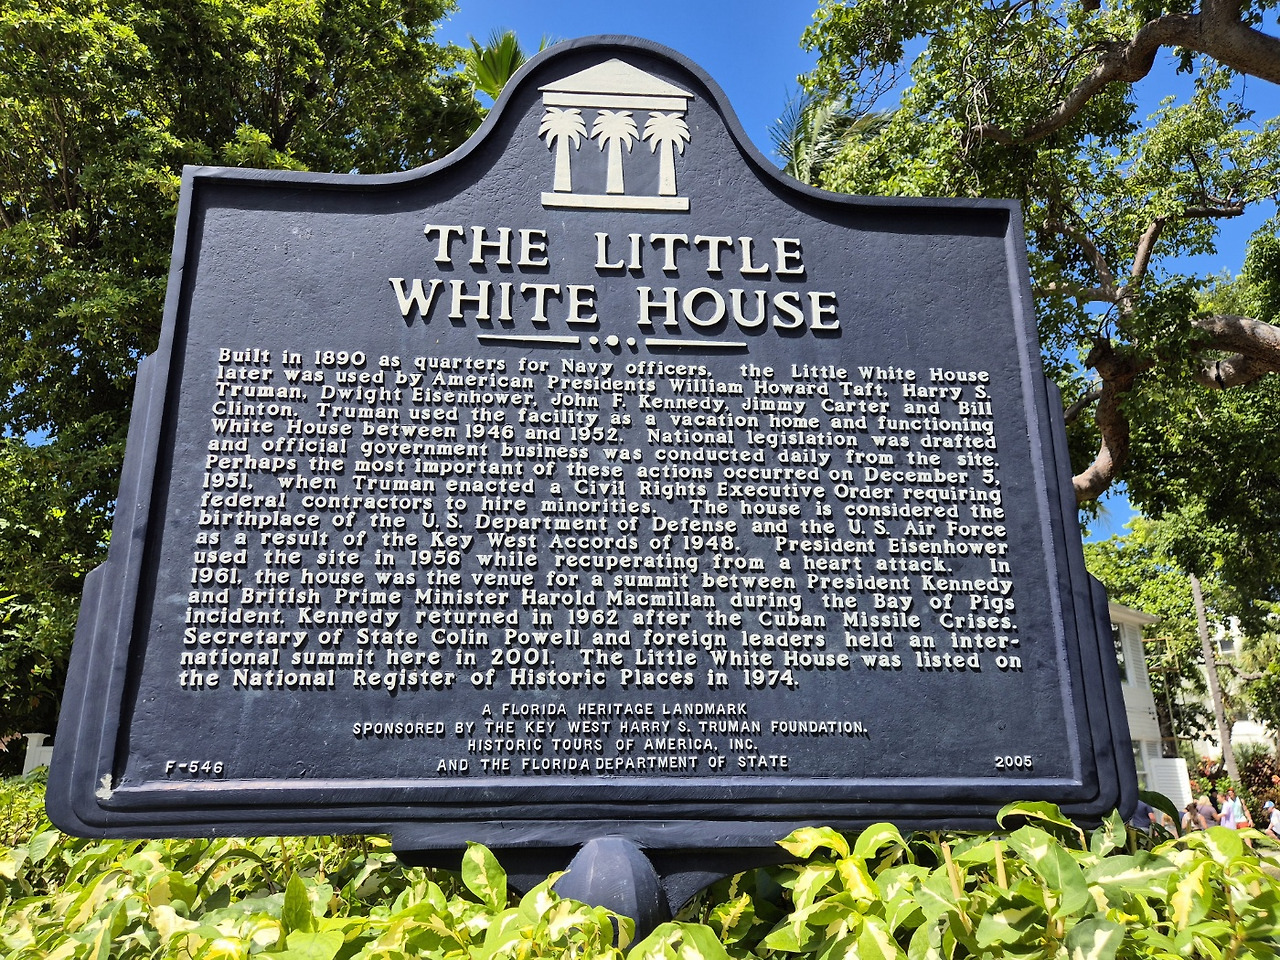 THE LITTLE
WHITE HOUSE
Built in 1890 as quarters for Navy officers, the Little White House
later was used by American Presidents William Howard Taft, Harry S.
Truman, Dwight Eisenhower, John F. Kennedy, Jimmy Carter and Bill
Clinton. Truman used the facility as a vacation home and functioning
White House between 1946 and 1952. National legislation was drafted
and official government business was conducted daily from the site.
Perhaps the most important of these actions occurred on December 5,
1951, when Truman enacted a Civil Rights Executive Order requiring
federal contractors to hire minorities. The house is considered the
birthplace of the U.S. Department of Defense and the U.S. Air Force
as a result of the Key West Accords of 1948. President Eisenhower
used the site in 1956 while recuperating from a heart attack. In
1961, the house was the venue for a summit between President Kennedy
and British Prime Minister Harold Macmillan during the Bay of Pigs
incident. Kennedy returned in 1962 after the Cuban Missile Crises.
Secretary of State Colin Powell and foreign leaders held an inter-
national summit here in 2001. The Little White House was listed on
the National Register of Historic Places in 1974.
A FLORIDA HERITAGE LANDMARK
SPONSORED BY THE KEY WEST HARRY S. TRUMAN FOUNDATION.
HISTORIC TOURS OF AMERICA, INC.
F-546 AND THE FLORIDA DEPARTMENT OF STATE 2005